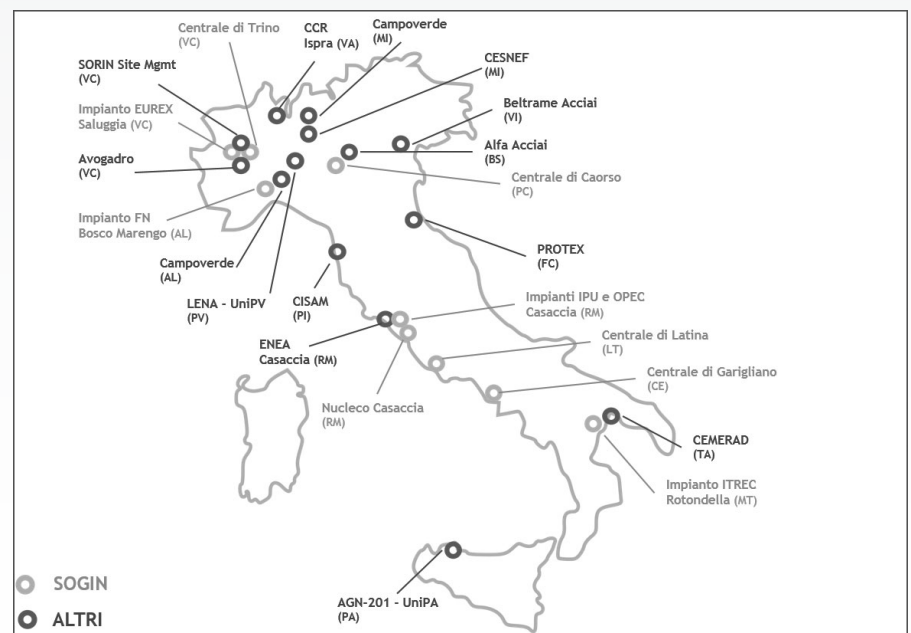 Centrale di Trino
(VC)
CCR
Ispra (VA)
Campoverde
(MI)
SORIN Site Mgmt
(VC)
CESNEF
(MI)
Impianto EUREX
Saluggia (VC)
Beltrame Acciai
(VI)
Avogadro
(VC)
Alfa Acciai
(BS)
Centrale di Caorso
(PC)
Impianto FN
Bosco Marengo (AL)
Campoverde
(AL)
PROTEX
(FC)
LENA - UniPV
(PV)
CISAM
(PI)
Impianti IPU e OPEC
Casaccia (RM)
ENEA
Casaccia (RM)
Centrale di Latina
(LT)
Centrale di Garigliano
(CE)
Nucleco Casaccia
(RM)
CEMERAD
(TA)
Impianto ITREC
Rotondella (MT)
AGN-201 - UniPA
(PA)
SOGIN
ALTRI